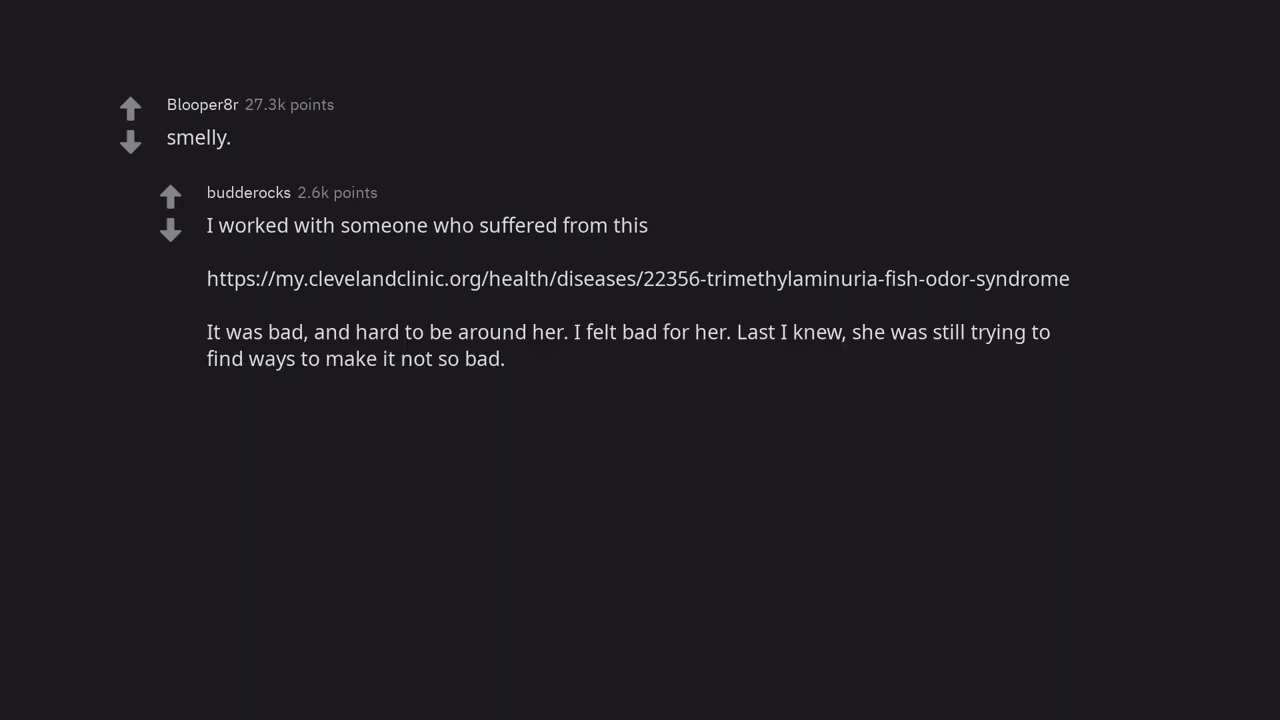 Blooper8r 27.3k points
smelly.
budderocks 2.6k points
I worked with someone who suffered from this
https://my.clevelandclinic.org/health/diseases/22356-trimethylaminuria-fish-odor-syndrome
It was bad, and hard to be around her. I felt bad for her. Last I knew, she was still trying to
find ways to make it not so bad.